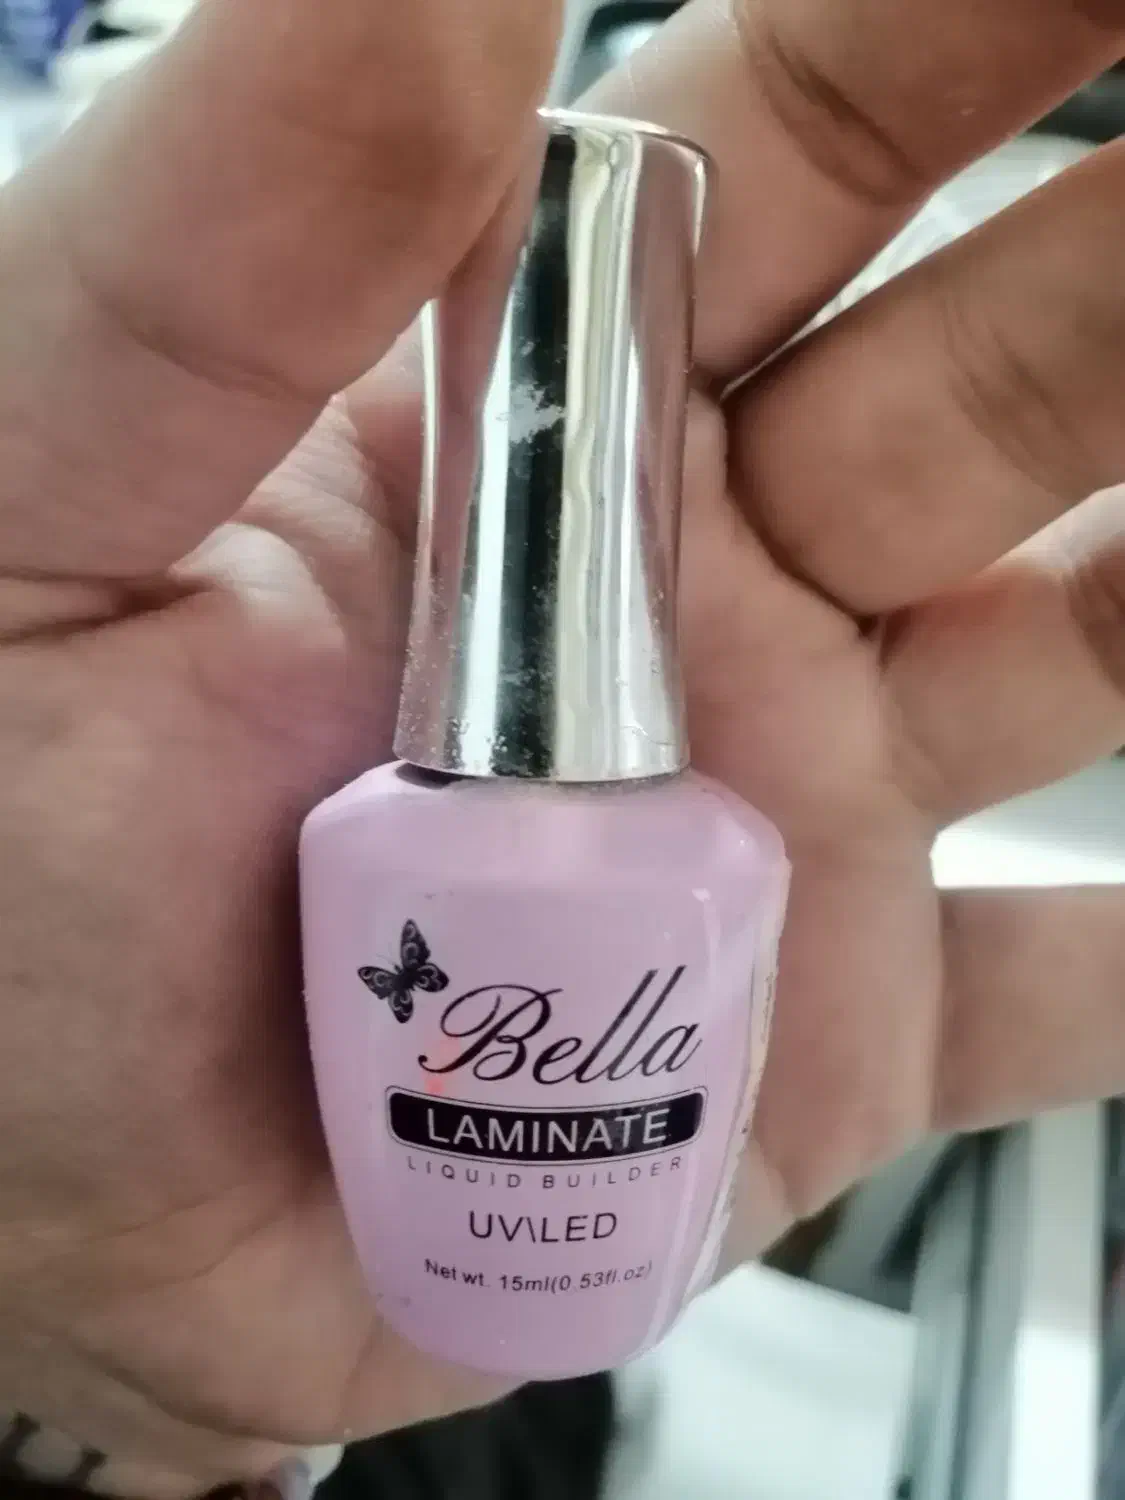 Bella
LAMINATE
LIQUID BUILDER
UV\LED
Net wt. 15ml(0.53fl.oz)